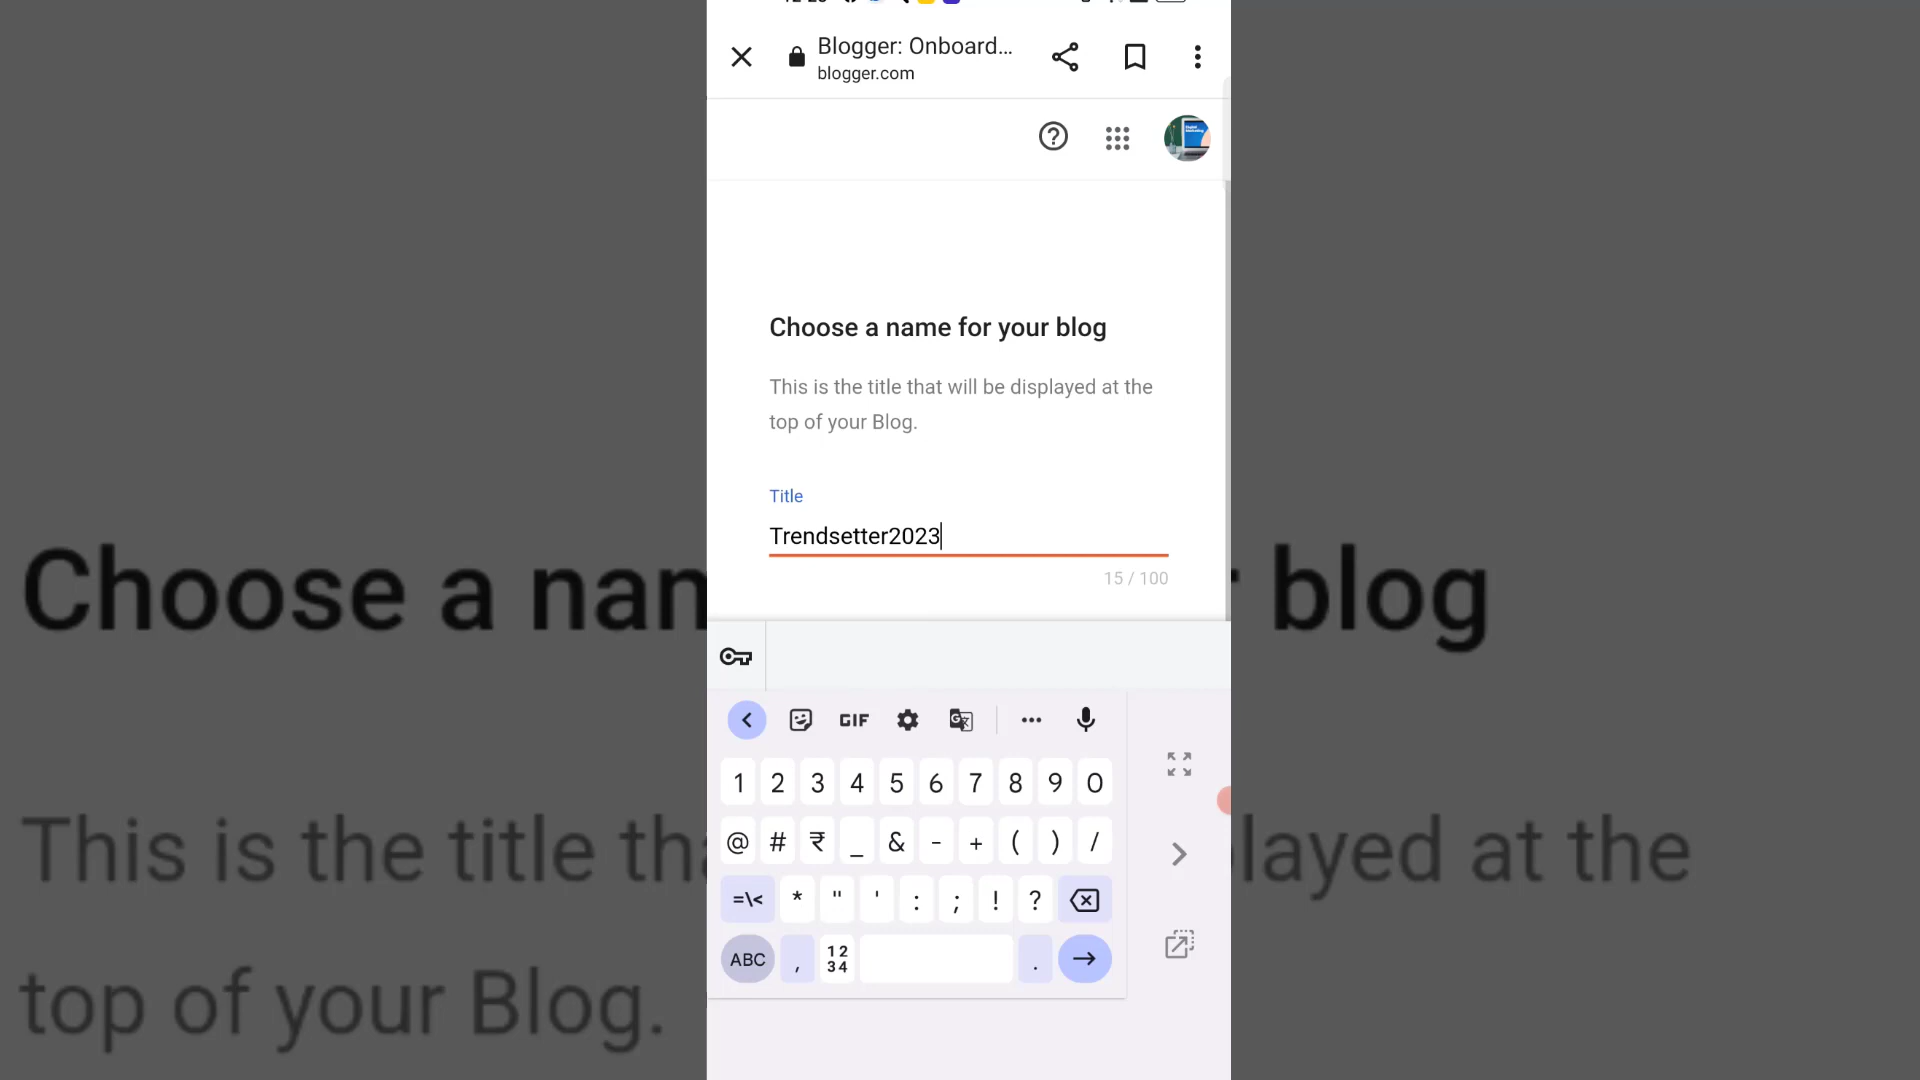 Blogger: Onboard...
blogger.com
Choose a name for your blog
This is the title that will be displayed at the
top of your Blog.
Title
Trendsetter2023
15 / 100
GIF
1 2 3 4 5 6 7 8 9 0
@ # ₹ _ & - + ( ) /
=\< * " ' : ; ! ?
ABC , 12 34 .
Choose a nam
blog
This is the title tha
layed at the
top of your Blog.